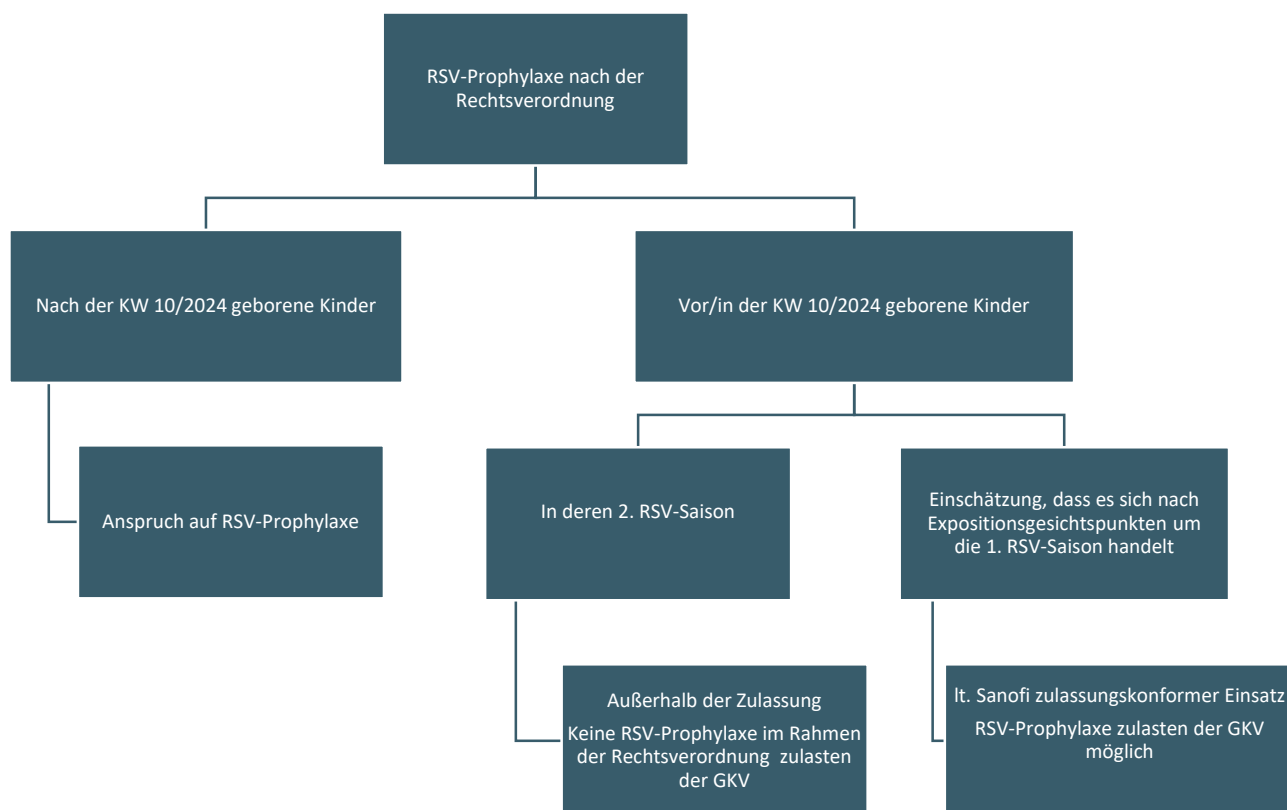 RSV-Prophylaxe nach der
Rechtsverordnung
Nach der KW 10/2024 geborene Kinder
Vor/in der KW 10/2024 geborene Kinder
Anspruch auf RSV-Prophylaxe
In deren 2. RSV-Saison
Einschätzung, dass es sich nach
Expositionsgesichtspunkten um
die 1. RSV-Saison handelt
Außerhalb der Zulassung
Keine RSV-Prophylaxe im Rahmen
der Rechtsverordnung zulasten
der GKV
lt. Sanofi zulassungskonformer Einsatz
RSV-Prophylaxe zulasten der GKV
möglich